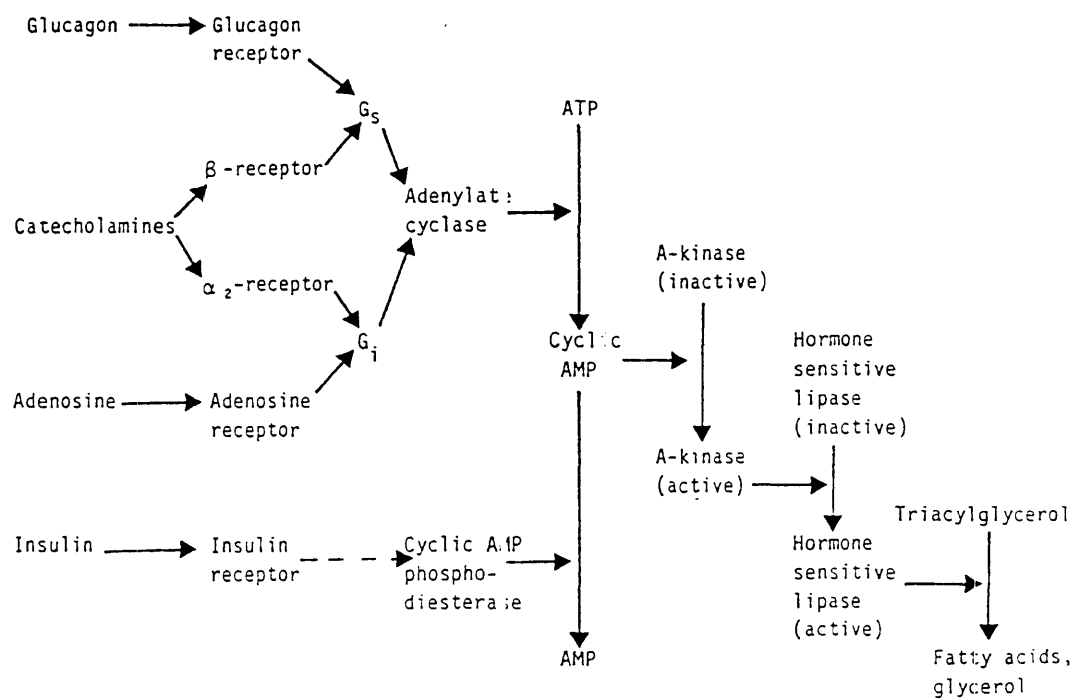 Glucagon
Glucagon
receptor
Gs
β-receptor
Catecholamines
α2-receptor
Gi
Adenosine
Adenosine
receptor
Adenylate
cyclase
ATP
Cyclic
AMP
A-kinase
(inactive)
A-kinase
(active)
Hormone
sensitive
lipase
(inactive)
Hormone
sensitive
lipase
(active)
Triacylglycerol
Fatty acids,
glycerol
Insulin
Insulin
receptor
Cyclic AMP
phospho-
diesterase
AMP